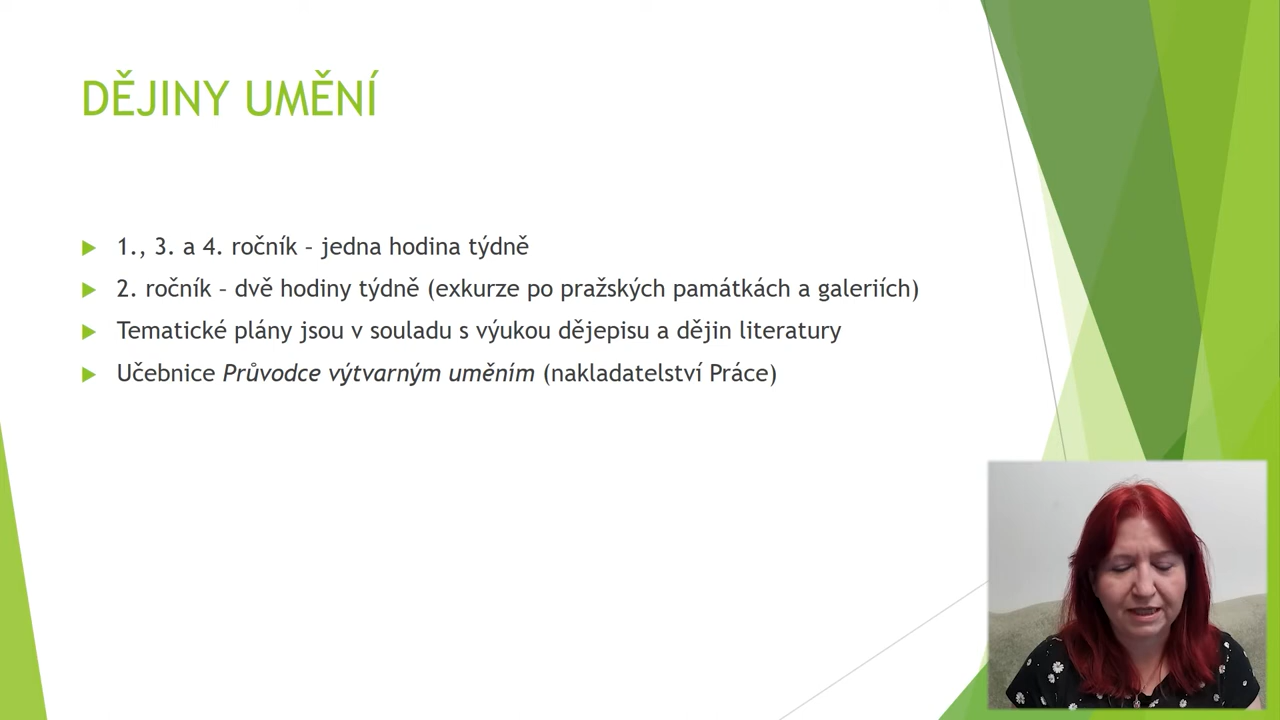 DĚJINY UMĚNÍ
1., 3. a 4. ročník – jedna hodina týdně
2. ročník – dvě hodiny týdně (exkurze po pražských památkách a galeriích)
Tematické plány jsou v souladu s výukou dějepisu a dějin literatury
Učebnice Průvodce výtvarným uměním (nakladatelství Práce)